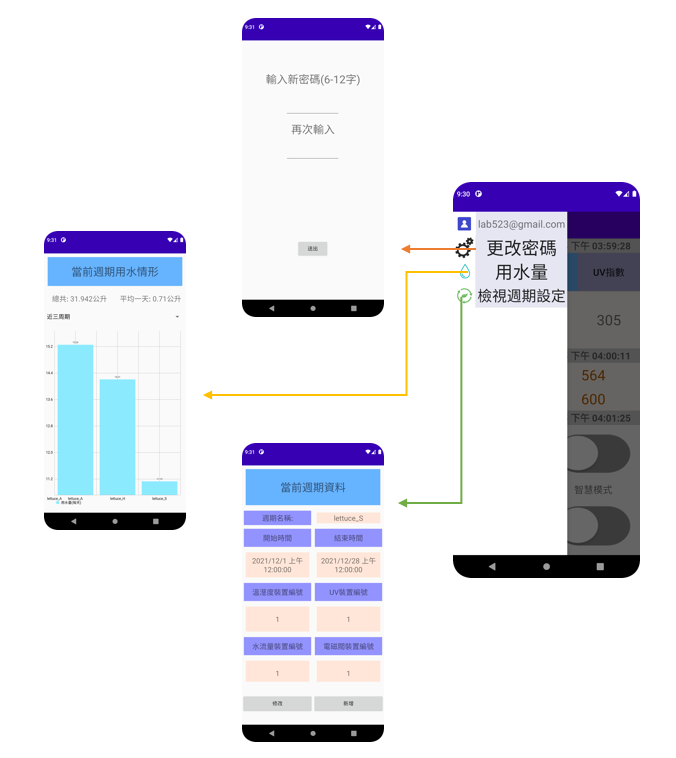 9:31
輸入新密碼(6-12字)
再次輸入
送出
9:30
lab523@gmail.com
更改密碼
用水量
檢視週期設定
下午 03:59:28
UV指數
305
下午 04:00:11
564
600
下午 04:01:25
智慧模式
9:31
當前週期用水情形
總共: 31.942公升 平均一天: 0.71公升
近三周期
15.2
14.4
13.6
12.8
12.0
11.2
lettuce_A lettuce_A lettuce_H lettuce_S
用水量(每天)
9:31
當前週期資料
週期名稱: lettuce_S
開始時間 結束時間
2021/12/1 上午 12:00:00
2021/12/28 上午 12:00:00
溫溼度裝置編號 UV裝置編號
1 1
水流量裝置編號 電磁閥裝置編號
1 1
修改 新增